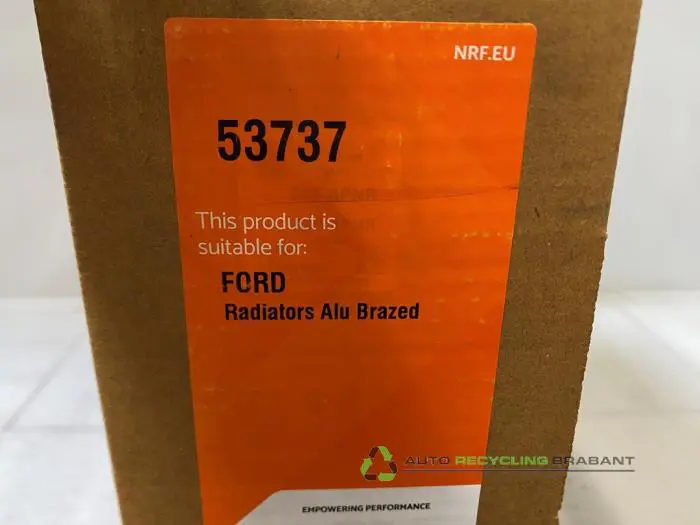 NRF.EU
53737
This product is
suitable for:
FORD
Radiators Alu Brazed
AUTO RECYCLING BRABANT
EMPOWERING PERFORMANCE